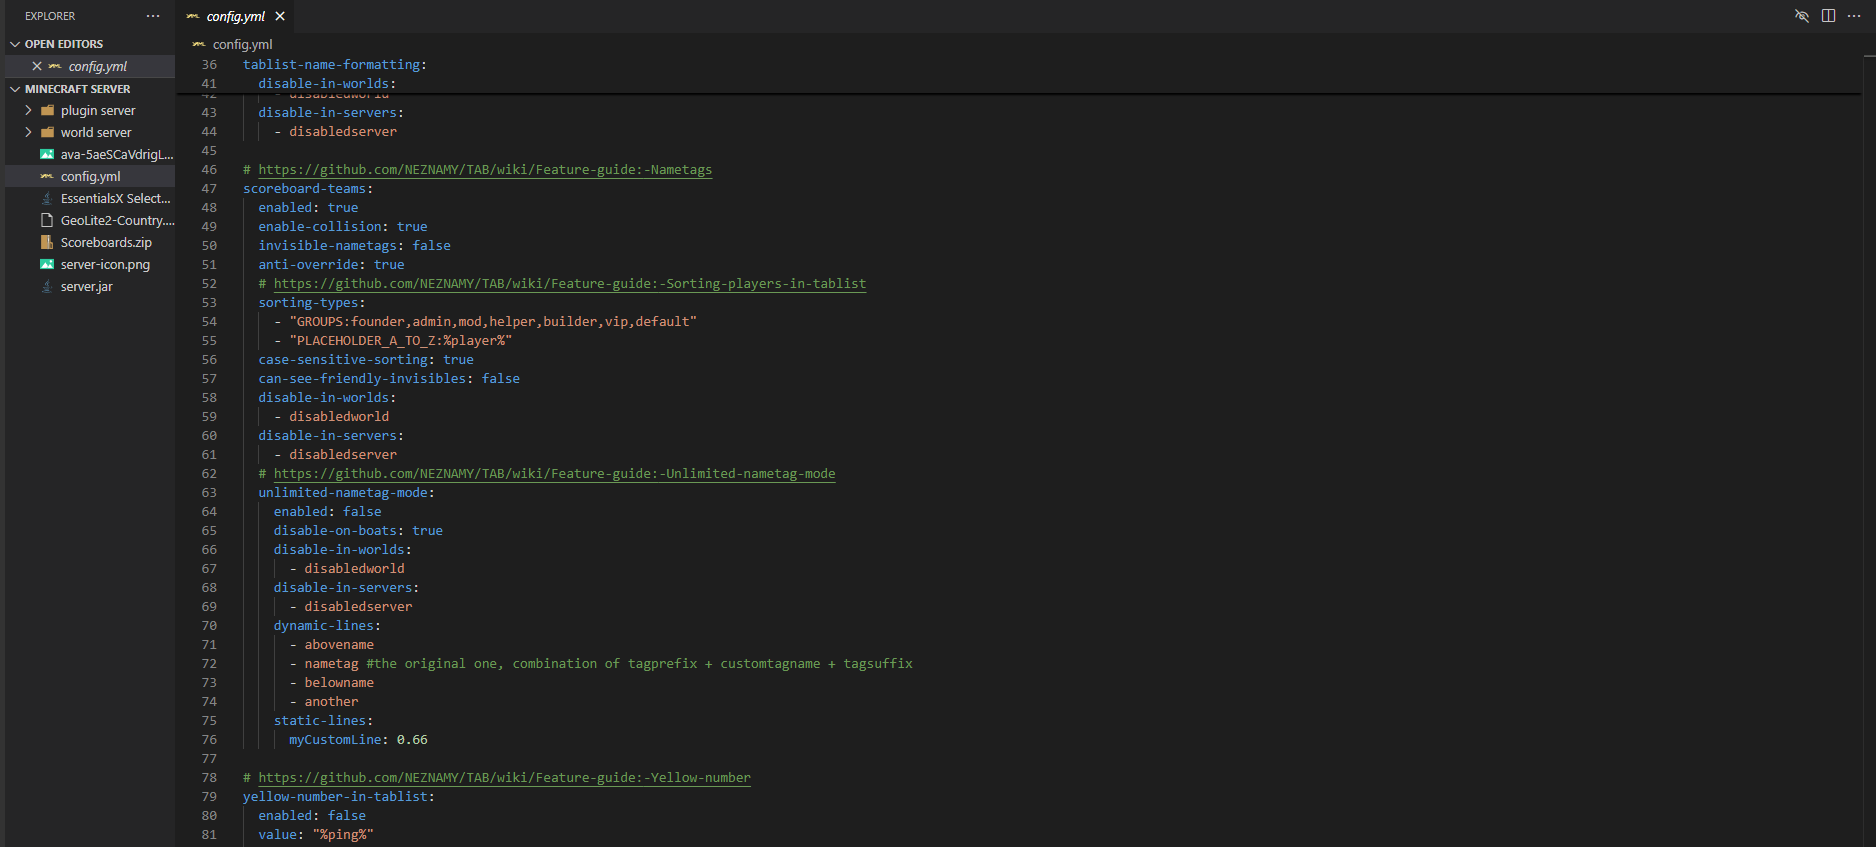 EXPLORER
config.yml
OPEN EDITORS
config.yml
MINECRAFT SERVER
plugin server
world server
ava-5aeSCaVdrigL...
config.yml
EssentialsX Select...
GeoLite2-Country....
Scoreboards.zip
server-icon.png
server.jar
config.yml
36 tablist-name-formatting:
41 disable-in-worlds:
42 - disabledworld
43 disable-in-servers:
44 - disabledserver
45
46 # https://github.com/NEZNAMY/TAB/wiki/Feature-guide:-Nametags
47 scoreboard-teams:
48 enabled: true
49 enable-collision: true
50 invisible-nametags: false
51 anti-override: true
52 # https://github.com/NEZNAMY/TAB/wiki/Feature-guide:-Sorting-players-in-tablist
53 sorting-types:
54 - "GROUPS:founder,admin,mod,helper,builder,vip,default"
55 - "PLACEHOLDER_A_TO_Z:%player%"
56 case-sensitive-sorting: true
57 can-see-friendly-invisibles: false
58 disable-in-worlds:
59 - disabledworld
60 disable-in-servers:
61 - disabledserver
62 # https://github.com/NEZNAMY/TAB/wiki/Feature-guide:-Unlimited-nametag-mode
63 unlimited-nametag-mode:
64 enabled: false
65 disable-on-boats: true
66 disable-in-worlds:
67 - disabledworld
68 disable-in-servers:
69 - disabledserver
70 dynamic-lines:
71 - abovename
72 - nametag #the original one, combination of tagprefix + customtagname + tagsuffix
73 - belowname
74 - another
75 static-lines:
76 myCustomLine: 0.66
77
78 # https://github.com/NEZNAMY/TAB/wiki/Feature-guide:-Yellow-number
79 yellow-number-in-tablist:
80 enabled: false
81 value: "%ping%"